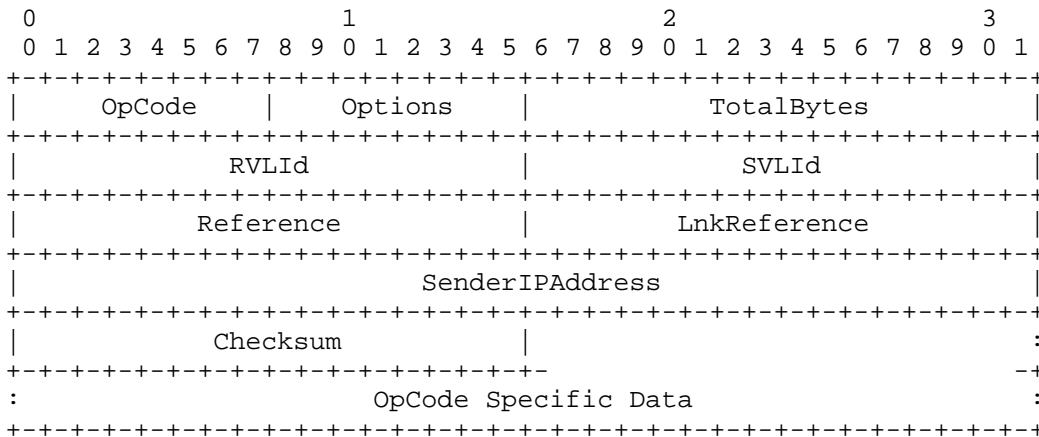 0                   1                   2                   3
 0 1 2 3 4 5 6 7 8 9 0 1 2 3 4 5 6 7 8 9 0 1 2 3 4 5 6 7 8 9 0 1
+-+-+-+-+-+-+-+-+-+-+-+-+-+-+-+-+-+-+-+-+-+-+-+-+-+-+-+-+-+-+-+-+
|     OpCode    |    Options    |           TotalBytes          |
+-+-+-+-+-+-+-+-+-+-+-+-+-+-+-+-+-+-+-+-+-+-+-+-+-+-+-+-+-+-+-+-+
|             RVLId             |             SVLId             |
+-+-+-+-+-+-+-+-+-+-+-+-+-+-+-+-+-+-+-+-+-+-+-+-+-+-+-+-+-+-+-+-+
|           Reference           |         LnkReference          |
+-+-+-+-+-+-+-+-+-+-+-+-+-+-+-+-+-+-+-+-+-+-+-+-+-+-+-+-+-+-+-+-+
|                         SenderIPAddress                       |
+-+-+-+-+-+-+-+-+-+-+-+-+-+-+-+-+-+-+-+-+-+-+-+-+-+-+-+-+-+-+-+-+
|            Checksum           |                               :
+-+-+-+-+-+-+-+-+-+-+-+-+-+-+-+-+-                             -+
:                      OpCode Specific Data                     :
+-+-+-+-+-+-+-+-+-+-+-+-+-+-+-+-+-+-+-+-+-+-+-+-+-+-+-+-+-+-+-+-+